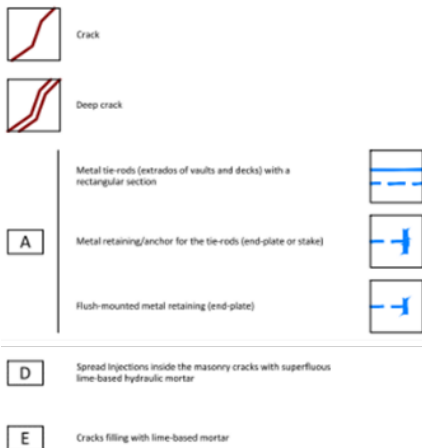 Crack
Deep crack
Metal tie-rods (extrados of vaults and decks) with a
rectangular section
A
Metal retaining/anchor for the tie-rods (end-plate or stake)
Flush-mounted metal retaining (end-plate)
D
Spread Injections inside the masonry cracks with superfluous
lime-based hydraulic mortar
E
Cracks filling with lime-based mortar